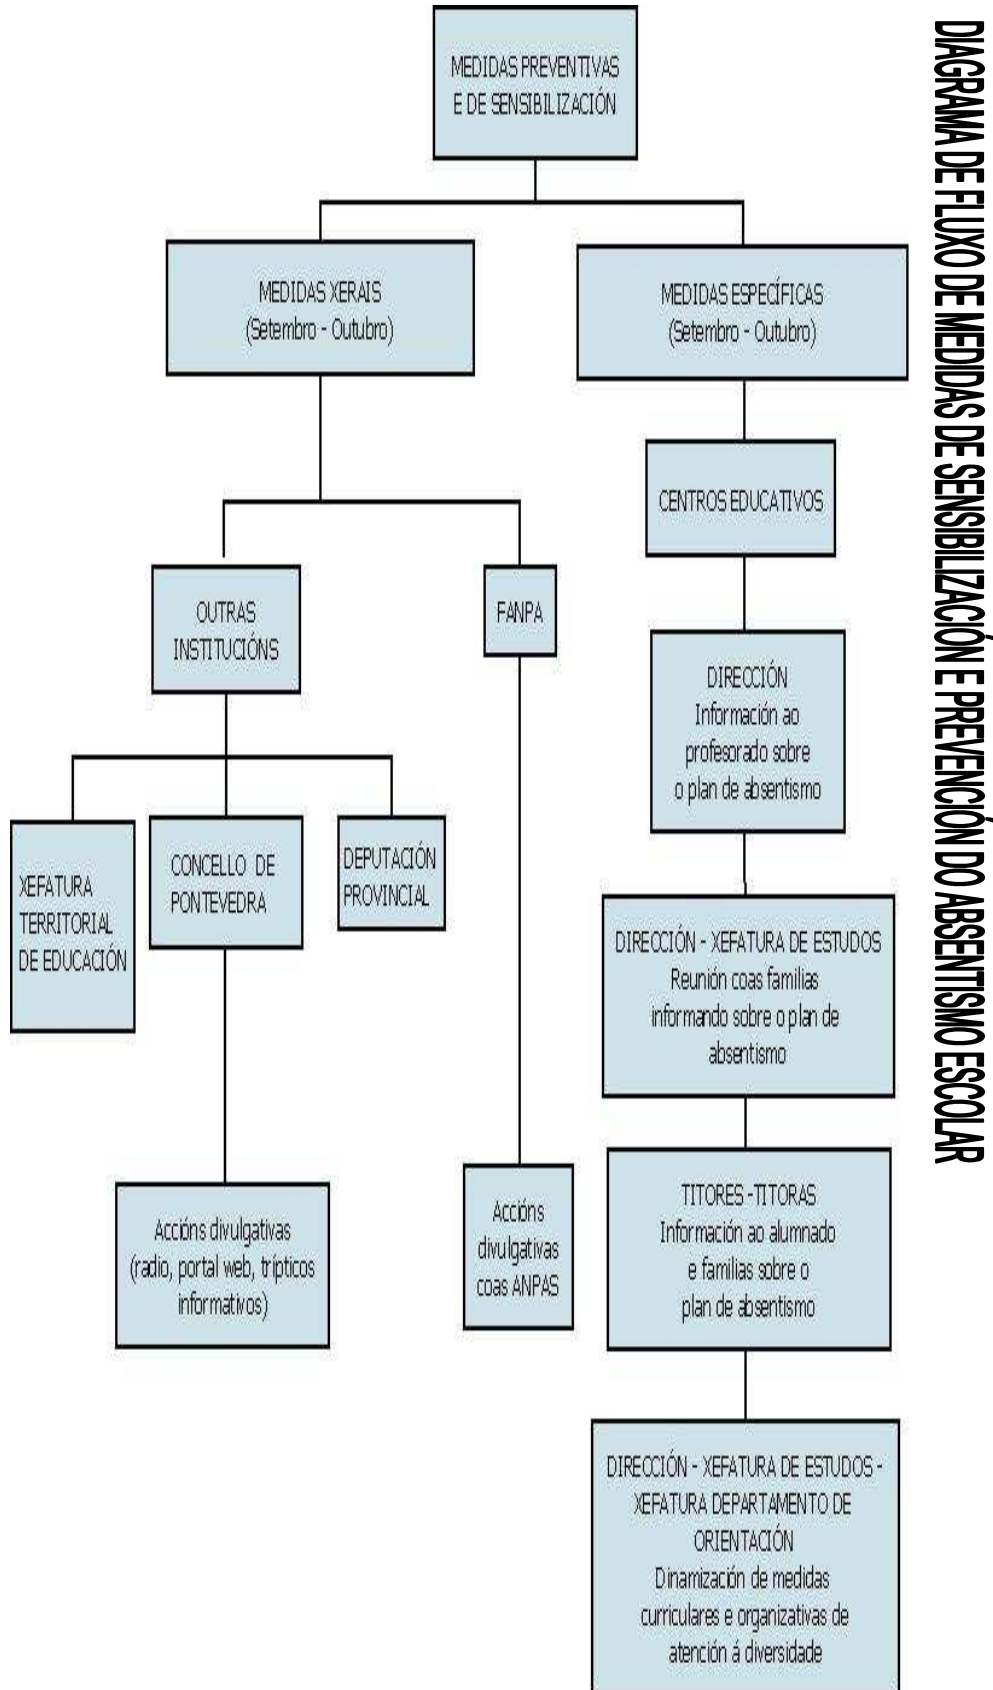 DIAGRAMA DE FLUXO DE MEDIDAS DE SENSIBILIZACIÓN E PREVENCIÓN DO ABSENTISMO ESCOLAR
MEDIDAS PREVENTIVAS
E DE SENSIBILIZACIÓN
MEDIDAS XERAIS
(Setembro - Outubro)
MEDIDAS ESPECÍFICAS
(Setembro - Outubro)
CENTROS EDUCATIVOS
OUTRAS
INSTITUCIÓNS
FANPA
DIRECCIÓN
Información ao
profesorado sobre
o plan de absentismo
XEFATURA
TERRITORIAL
DE EDUCACIÓN
CONCELLO DE
PONTEVEDRA
DEPUTACIÓN
PROVINCIAL
DIRECCIÓN - XEFATURA DE ESTUDOS
Reunión coas familias
informando sobre o plan de
absentismo
Accións divulgativas
(radio, portal web, trípticos
informativos)
Accións
divulgativas
coas ANPAS
TITORES -TITORAS
Información ao alumnado
e familias sobre o
plan de absentismo
DIRECCIÓN - XEFATURA DE ESTUDOS -
XEFATURA DEPARTAMENTO DE
ORIENTACIÓN
Dinamización de medidas
curriculares e organizativas de
atención á diversidade